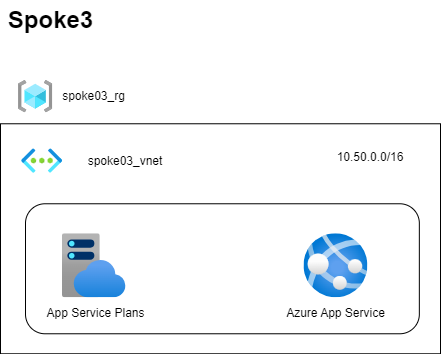 Spoke3
spoke03_rg
spoke03_vnet
10.50.0.0/16
App Service Plans
Azure App Service